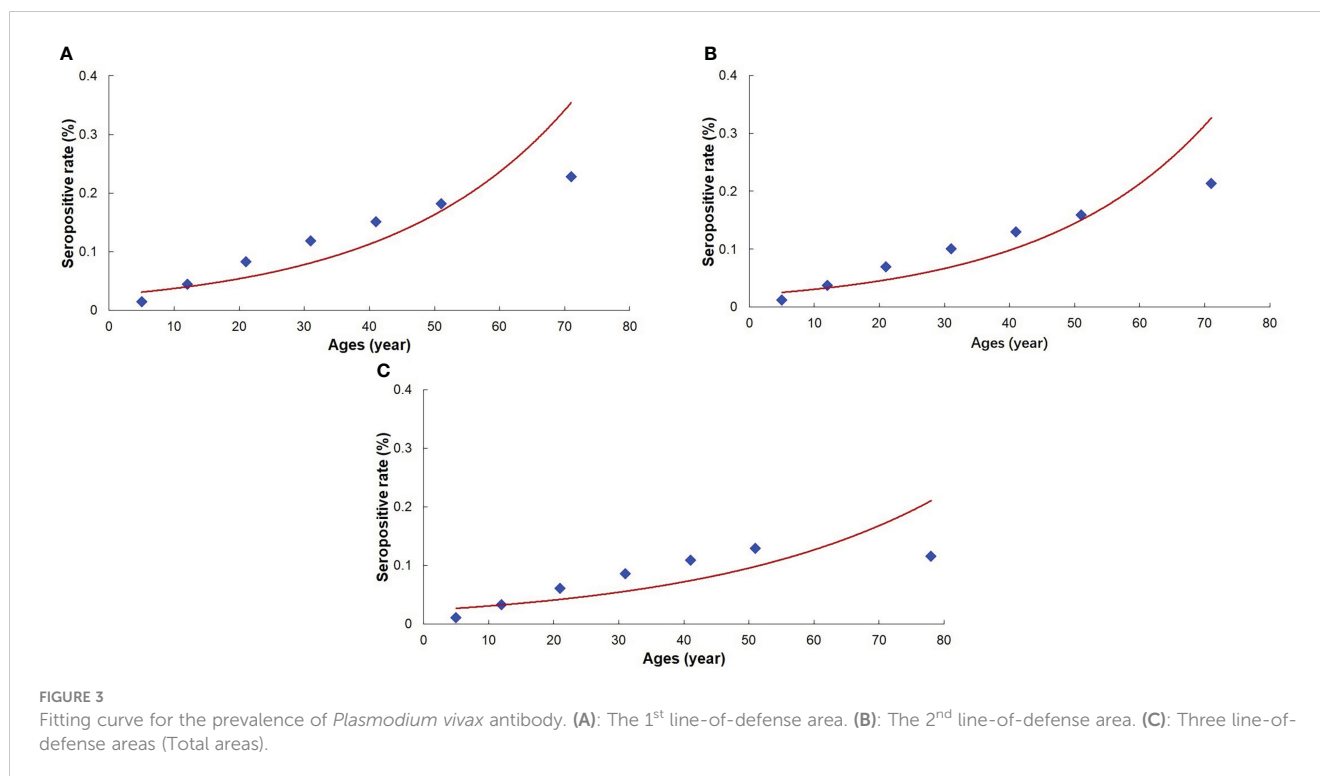 A
Seropositive rate (%)
0.4
0.3
0.2
0.1
0
0 10 20 30 40 50 60 70 80
Ages (year)
B
Seropositive rate (%)
0.4
0.3
0.2
0.1
0
0 10 20 30 40 50 60 70 80
Ages (year)
C
Seropositive rate (%)
0.4
0.3
0.2
0.1
0
0 10 20 30 40 50 60 70 80
Ages (year)
FIGURE 3
Fitting curve for the prevalence of Plasmodium vivax antibody. (A): The 1st line-of-defense area. (B): The 2nd line-of-defense area. (C): Three line-of-
defense areas (Total areas).